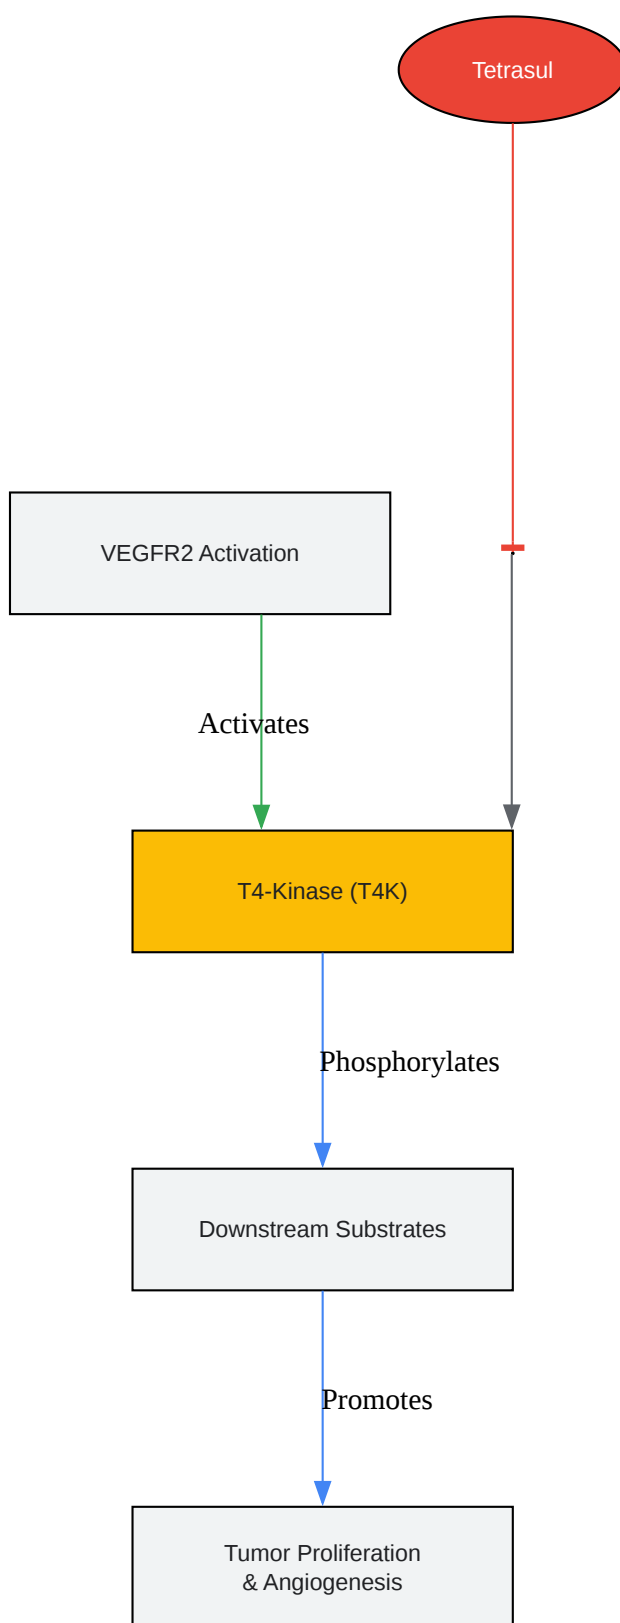 Tetrasul
VEGFR2 Activation
Activates
T4-Kinase (T4K)
Phosphorylates
Downstream Substrates
Promotes
Tumor Proliferation
& Angiogenesis